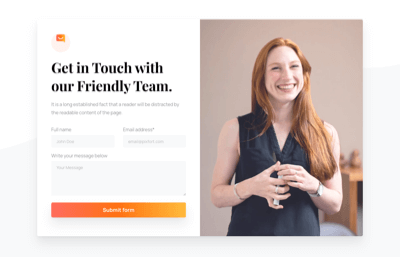 Get in Touch with
our Friendly Team.
It is a long established fact that a reader will be distracted by
the readable content of the page.
Full name
Email address*
John Doe
email@pattern.com
Write your message below
Your Message
Submit form